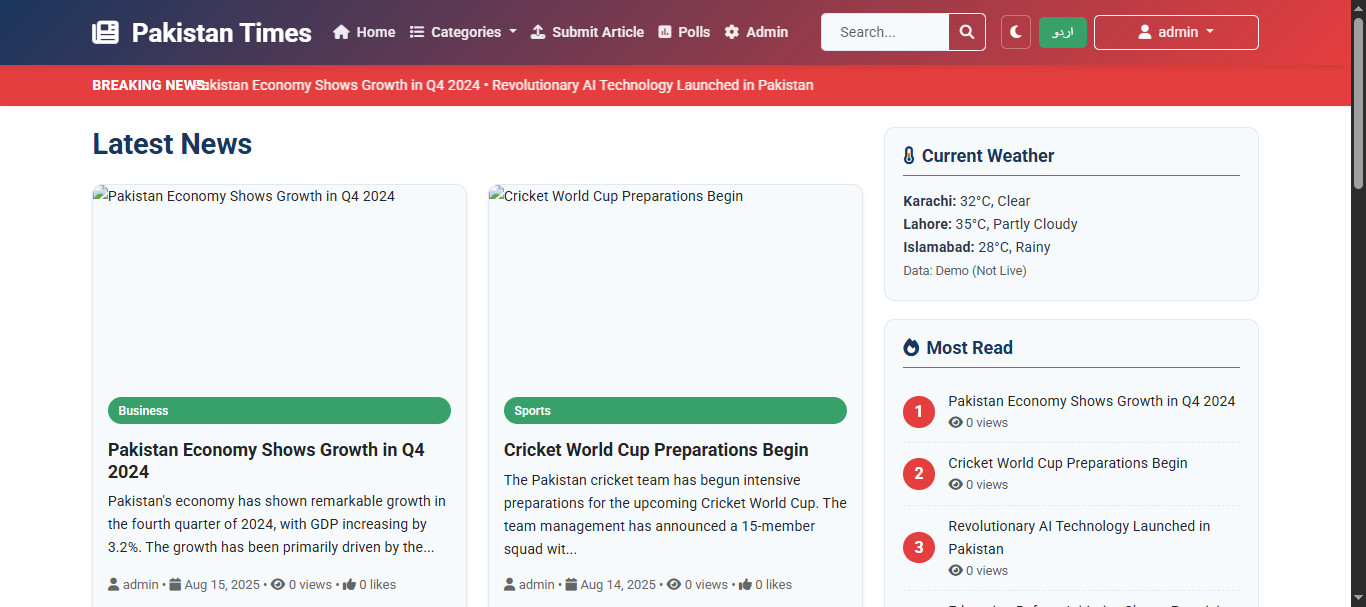 Pakistan Times
Home
Categories
Submit Article
Polls
Admin
Search...
اردو
admin
BREAKING NEWS:
Pakistan Economy Shows Growth in Q4 2024 • Revolutionary AI Technology Launched in Pakistan
Latest News
Pakistan Economy Shows Growth in Q4 2024
Business
Pakistan Economy Shows Growth in Q4
2024
Pakistan's economy has shown remarkable growth in
the fourth quarter of 2024, with GDP increasing by
3.2%. The growth has been primarily driven by the...
admin • Aug 15, 2025 • 0 views • 0 likes
Cricket World Cup Preparations Begin
Sports
Cricket World Cup Preparations Begin
The Pakistan cricket team has begun intensive
preparations for the upcoming Cricket World Cup. The
team management has announced a 15-member
squad wit...
admin • Aug 14, 2025 • 0 views • 0 likes
Current Weather
Karachi: 32°C, Clear
Lahore: 35°C, Partly Cloudy
Islamabad: 28°C, Rainy
Data: Demo (Not Live)
Most Read
1
Pakistan Economy Shows Growth in Q4 2024
0 views
2
Cricket World Cup Preparations Begin
0 views
3
Revolutionary AI Technology Launched in
Pakistan
0 views